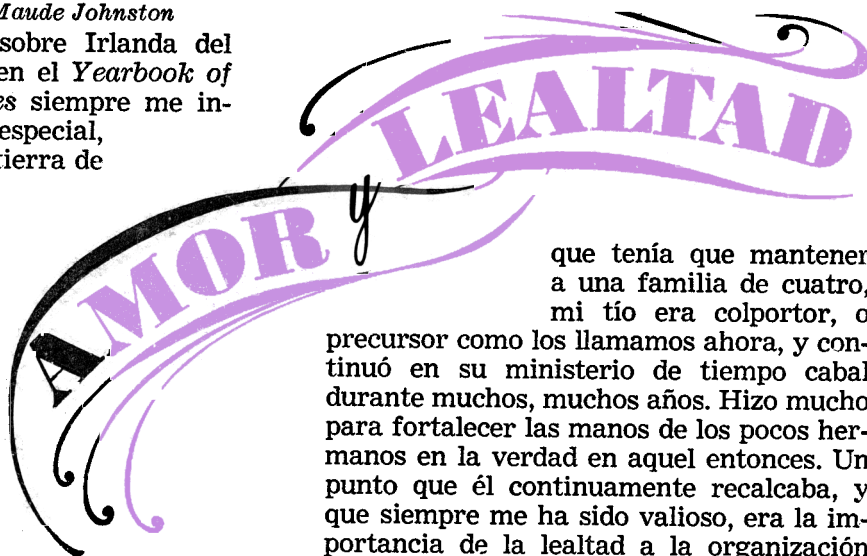 Maude Johnston
sobre Irlanda del
en el Yearbook of
siempre me in-
especial,
tierra de
AMOR y LEALTAD
que tenía que mantener
a una familia de cuatro,
mi tío era colportor, o
precursor como los llamamos ahora, y con-
tinuó en su ministerio de tiempo cabal
durante muchos, muchos años. Hizo mucho
para fortalecer las manos de los pocos her-
manos en la verdad en aquel entonces. Un
punto que él continuamente recalcaba, y
que siempre me ha sido valioso, era la im-
portancia de la lealtad a la organización